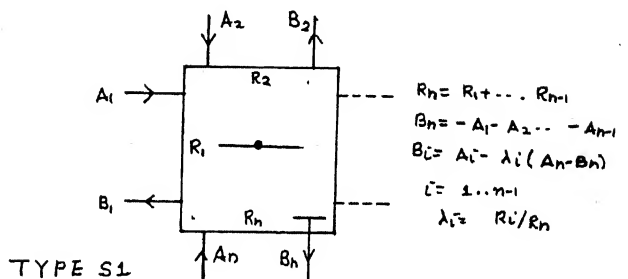 A2 B2
R2
A1
R1
B1
Rn
An Bn
TYPE S1
Rn = R1 + ... Rn-1
Bn = - A1 - A2 ... - An-1
Bi = Ai - λi (An - Bn)
i = 1 .. n-1
λi = Ri/Rn